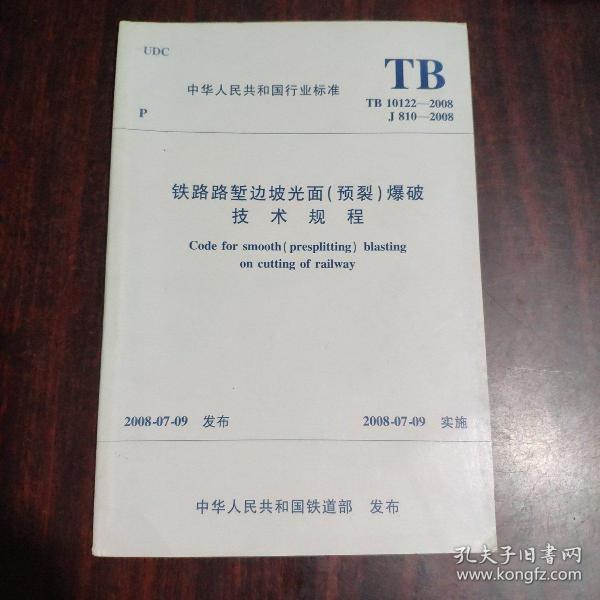 UDC
TB
中华人民共和国行业标准
TB 10122—2008
P
J 810—2008
铁路路堑边坡光面(预裂)爆破
技术规程
Code for smooth(presplitting) blasting
on cutting of railway
2008-07-09 发布
2008-07-09 实施
中华人民共和国铁道部 发布
孔夫子旧书网
www.kongfz.com